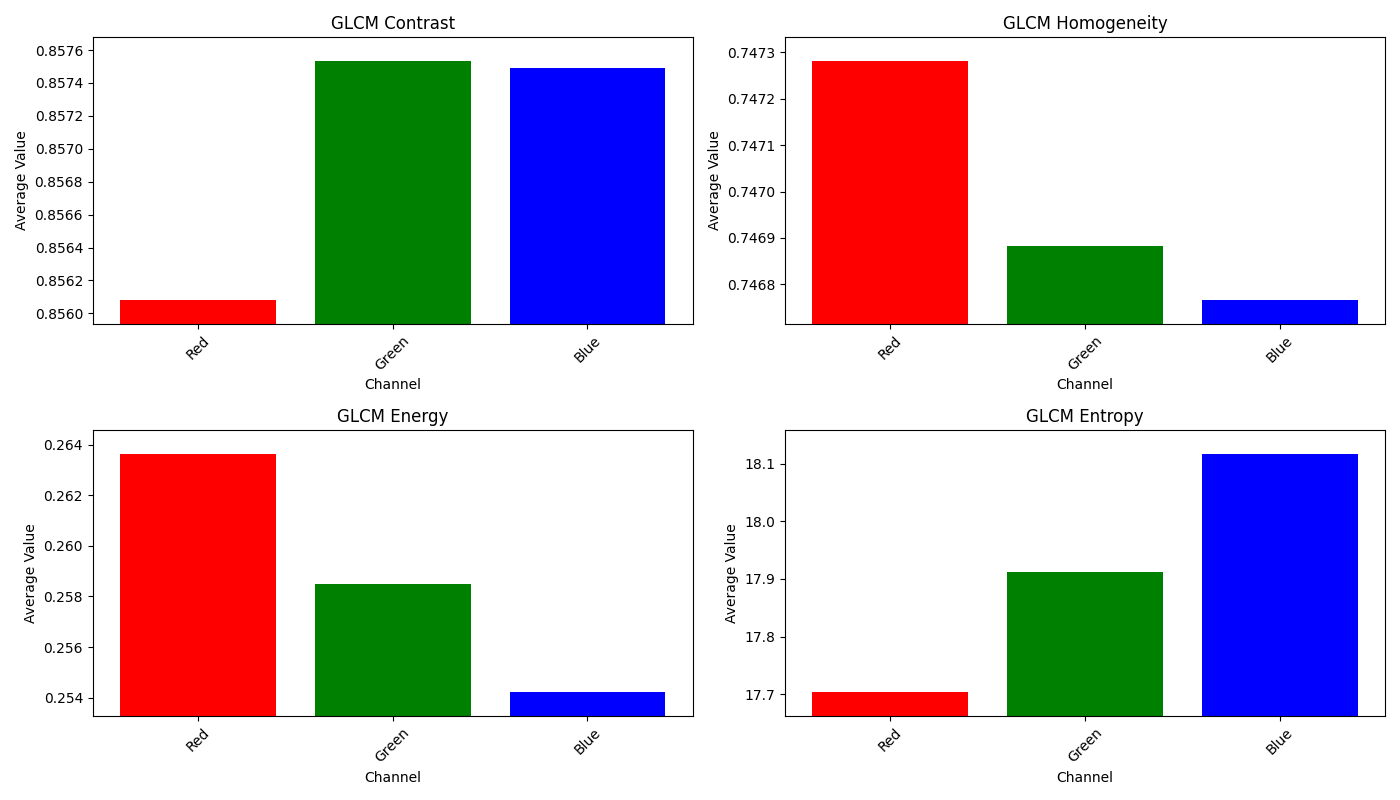 GLCM Contrast
Average Value
0.8576
0.8574
0.8572
0.8570
0.8568
0.8566
0.8564
0.8562
0.8560
Red
Green
Blue
Channel
GLCM Homogeneity
Average Value
0.7473
0.7472
0.7471
0.7470
0.7469
0.7468
Red
Green
Blue
Channel
GLCM Energy
Average Value
0.264
0.262
0.260
0.258
0.256
0.254
Red
Green
Blue
Channel
GLCM Entropy
Average Value
18.1
18.0
17.9
17.8
17.7
Red
Green
Blue
Channel